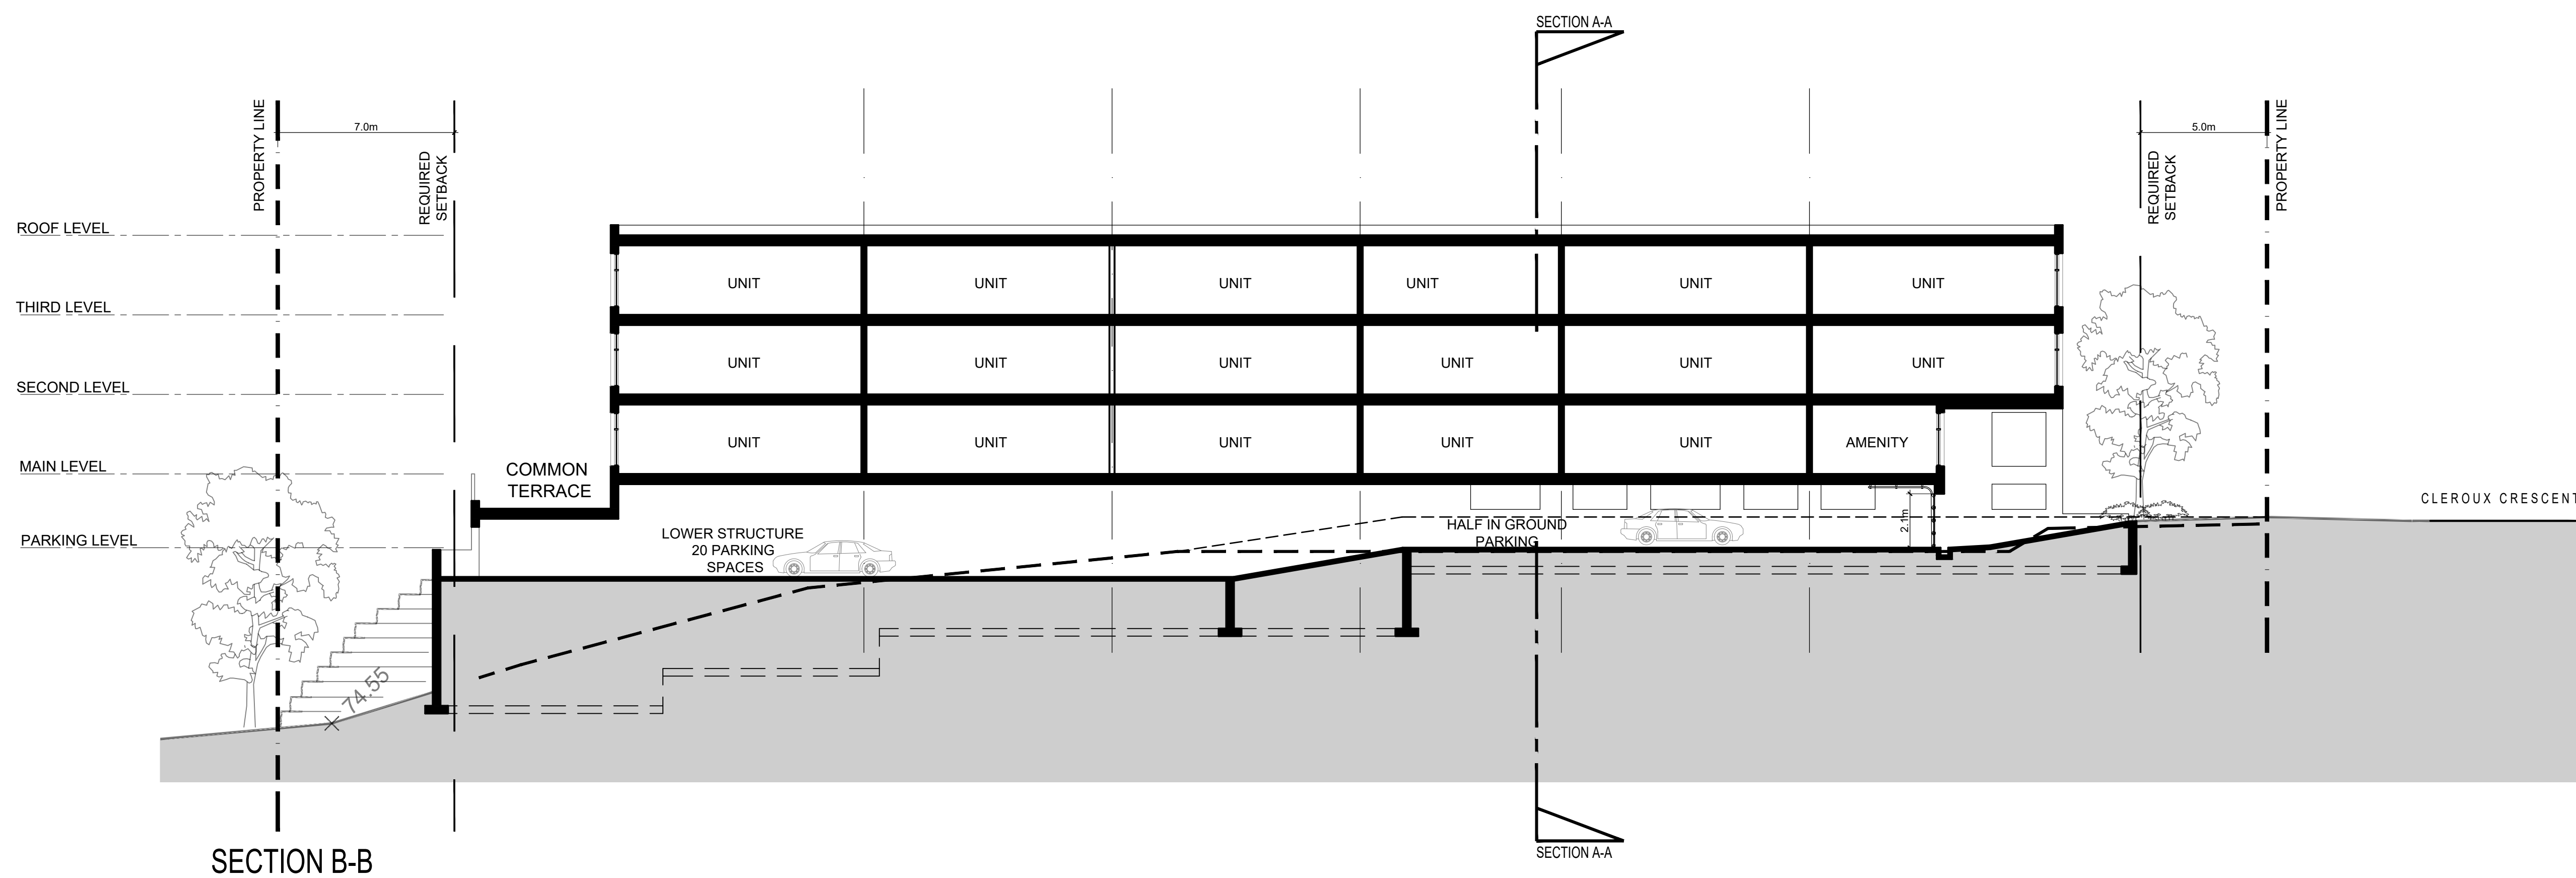 SECTION A-A
PROPERTY LINE
7.0m
REQUIRED
SETBACK
5.0m
REQUIRED
SETBACK
PROPERTY LINE
ROOF LEVEL
THIRD LEVEL
SECOND LEVEL
MAIN LEVEL
PARKING LEVEL
UNIT UNIT UNIT UNIT UNIT UNIT
UNIT UNIT UNIT UNIT UNIT UNIT
UNIT UNIT UNIT UNIT UNIT AMENITY
COMMON
TERRACE
LOWER STRUCTURE
20 PARKING
SPACES
HALF IN GROUND
PARKING
2.1m
CLEROUX CRESCENT
74.55
SECTION A-A
SECTION B-B